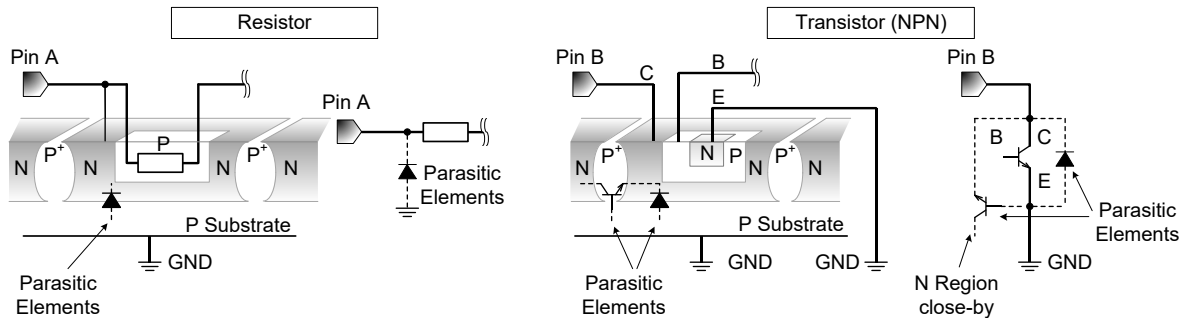 Resistor
Pin A
N
P+
N
P
N
P+
N
P Substrate
GND
Parasitic
Elements
Pin A
Parasitic
Elements
Transistor (NPN)
Pin B
C
B
E
N
P+
N
N
P
P+
N
P Substrate
GND
GND
Parasitic
Elements
Pin B
B
C
E
Parasitic
Elements
GND
N Region
close-by